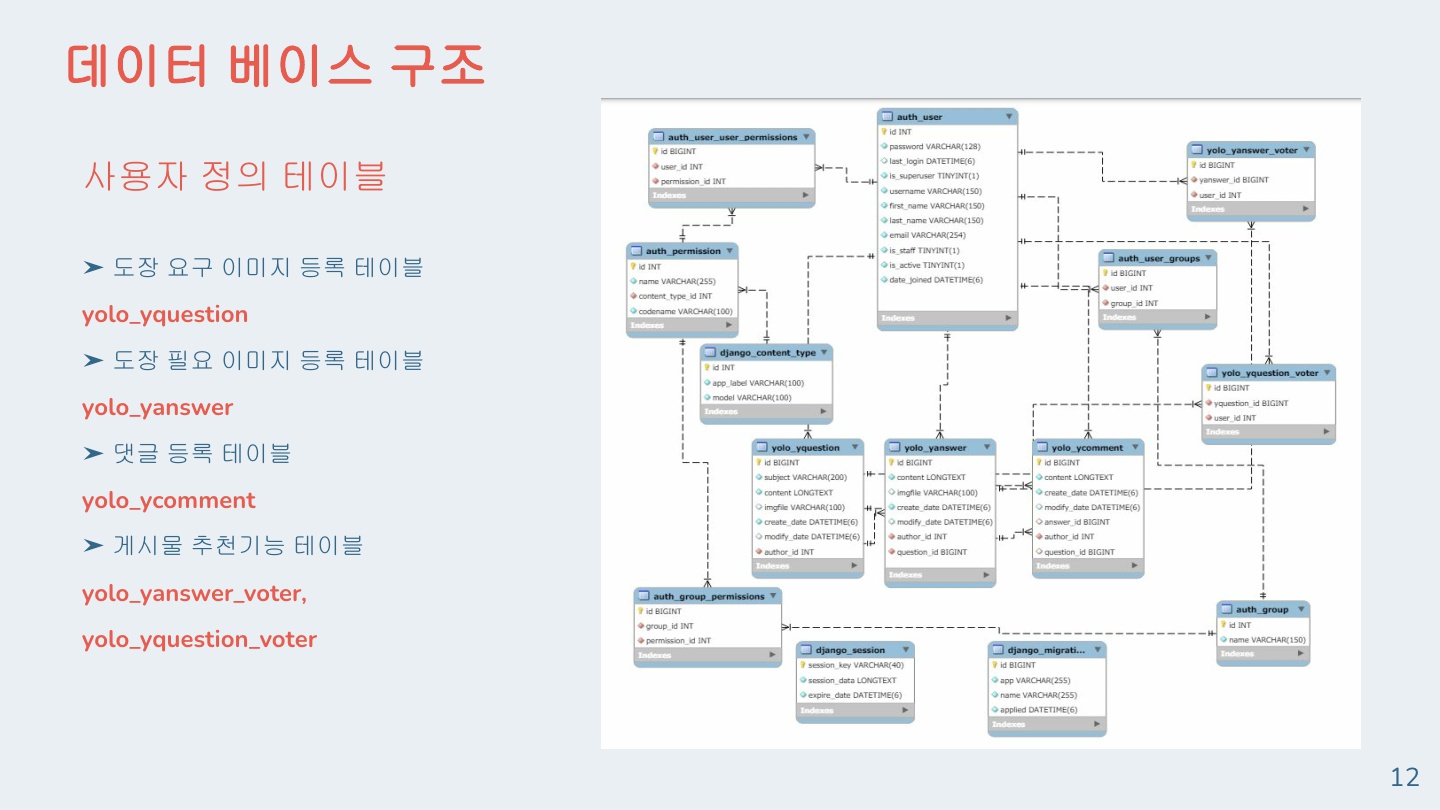 데이터 베이스 구조
사용자 정의 테이블
➤ 도장 요구 이미지 등록 테이블
yolo_yquestion
➤ 도장 필요 이미지 등록 테이블
yolo_yanswer
➤ 댓글 등록 테이블
yolo_ycomment
➤ 게시물 추천기능 테이블
yolo_yanswer_voter,
yolo_yquestion_voter
auth_user_user_permissions
id BIGINT
user_id INT
permission_id INT
Indexes
auth_user
id INT
password VARCHAR(128)
last_login DATETIME(6)
is_superuser TINYINT(1)
username VARCHAR(150)
first_name VARCHAR(150)
last_name VARCHAR(150)
email VARCHAR(254)
is_staff TINYINT(1)
is_active TINYINT(1)
date_joined DATETIME(6)
Indexes
yolo_yanswer_voter
id BIGINT
yanswer_id BIGINT
user_id INT
Indexes
auth_permission
id INT
name VARCHAR(255)
content_type_id INT
codename VARCHAR(100)
Indexes
auth_user_groups
id BIGINT
user_id INT
group_id INT
Indexes
django_content_type
id INT
app_label VARCHAR(100)
model VARCHAR(100)
Indexes
yolo_yquestion_voter
id BIGINT
yquestion_id BIGINT
user_id INT
Indexes
yolo_yquestion
id BIGINT
subject VARCHAR(200)
content LONGTEXT
imgfile VARCHAR(100)
create_date DATETIME(6)
modify_date DATETIME(6)
author_id INT
Indexes
yolo_yanswer
id BIGINT
content LONGTEXT
imgfile VARCHAR(100)
create_date DATETIME(6)
modify_date DATETIME(6)
author_id INT
question_id BIGINT
Indexes
yolo_ycomment
id BIGINT
content LONGTEXT
create_date DATETIME(6)
modify_date DATETIME(6)
answer_id BIGINT
author_id INT
question_id BIGINT
Indexes
auth_group_permissions
id BIGINT
group_id INT
permission_id INT
Indexes
auth_group
id INT
name VARCHAR(150)
Indexes
django_session
session_key VARCHAR(40)
session_data LONGTEXT
expire_date DATETIME(6)
Indexes
django_migrati...
id BIGINT
app VARCHAR(255)
name VARCHAR(255)
applied DATETIME(6)
Indexes
12